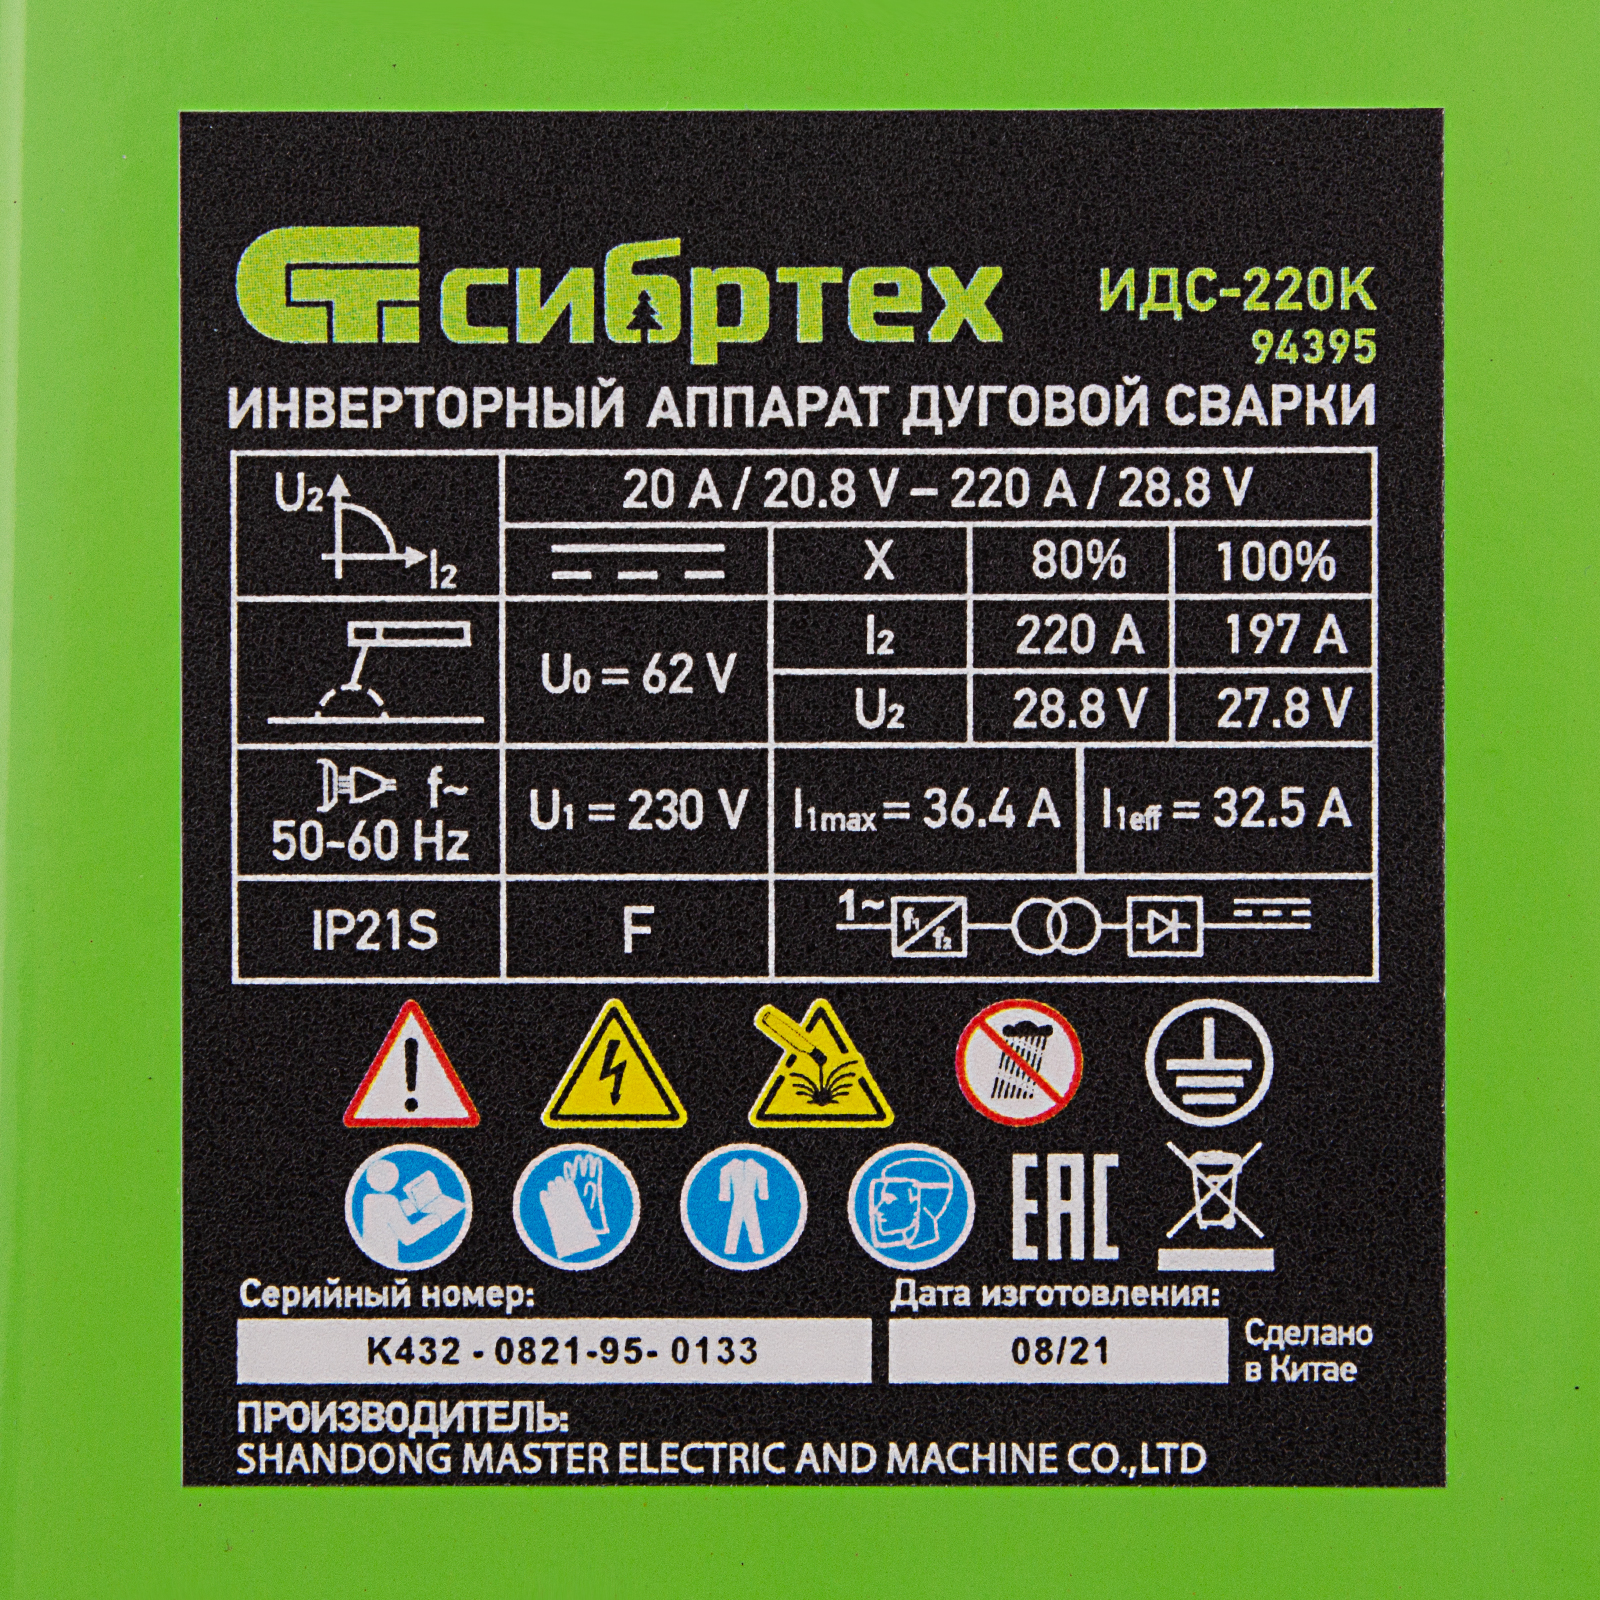 СТ сибртех
ИДС-220К
94395
ИНВЕРТОРНЫЙ АППАРАТ ДУГОВОЙ СВАРКИ
U2 I2
20 A / 20.8 V – 220 A / 28.8 V
X 80% 100%
I2 220 A 197 A
U0 = 62 V
U2 28.8 V 27.8 V
f~
50-60 Hz
U1 = 230 V
I1max = 36.4 A
I1eff = 32.5 A
IP21S
F
1~ f1 f2
EAC
Серийный номер:
K432 - 0821-95- 0133
Дата изготовления:
08/21
Сделано
в Китае
ПРОИЗВОДИТЕЛЬ:
SHANDONG MASTER ELECTRIC AND MACHINE CO.,LTD